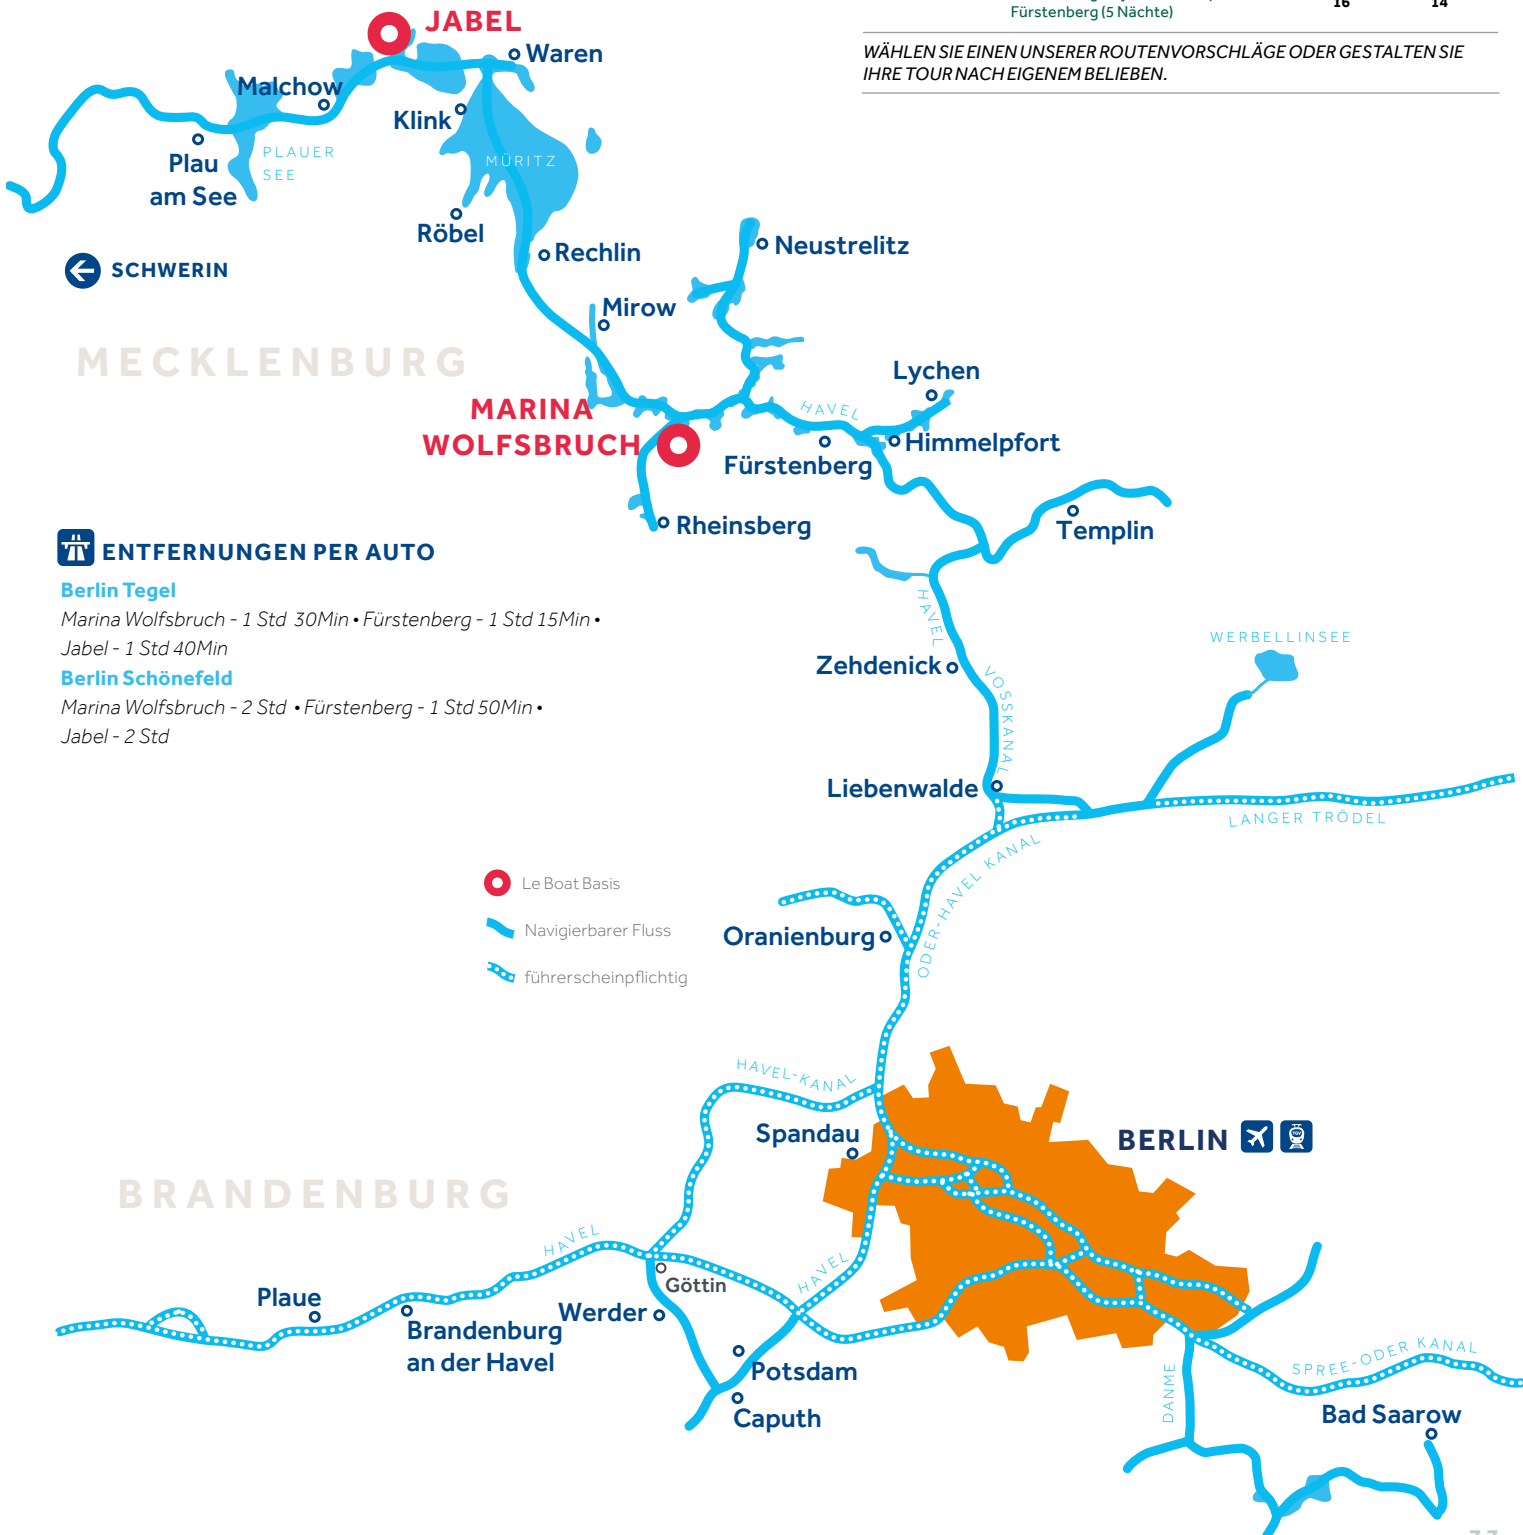 Fürstenberg (5 Nächte)
16
14
WÄHLEN SIE EINEN UNSERER ROUTENVORSCHLÄGE ODER GESTALTEN SIE
IHRE TOUR NACH EIGENEM BELIEBEN.
JABEL
Waren
Malchow
Klink
PLAUER
SEE
MÜRITZ
Plau
am See
Röbel
Rechlin
Neustrelitz
SCHWERIN
Mirow
MECKLENBURG
Lychen
MARINA
WOLFSBRUCH
HAVEL
Himmelpfort
Fürstenberg
Rheinsberg
Templin
ENTFERNUNGEN PER AUTO
Berlin Tegel
Marina Wolfsbruch - 1 Std 30Min • Fürstenberg - 1 Std 15Min •
Jabel - 1 Std 40Min
Berlin Schönefeld
Marina Wolfsbruch - 2 Std • Fürstenberg - 1 Std 50Min •
Jabel - 2 Std
HAVEL
WERBELLINSEE
Zehdenick
VOSSKANAL
Liebenwalde
LANGER TRÖDEL
ODER-HAVEL KANAL
Le Boat Basis
Navigierbarer Fluss
führerscheinpflichtig
Oranienburg
HAVEL-KANAL
Spandau
BERLIN
TGV
BRANDENBURG
HAVEL
HAVEL
Göttin
Plaue
Werder
Brandenburg
an der Havel
Potsdam
Caputh
SPREE-ODER KANAL
DANME
Bad Saarow